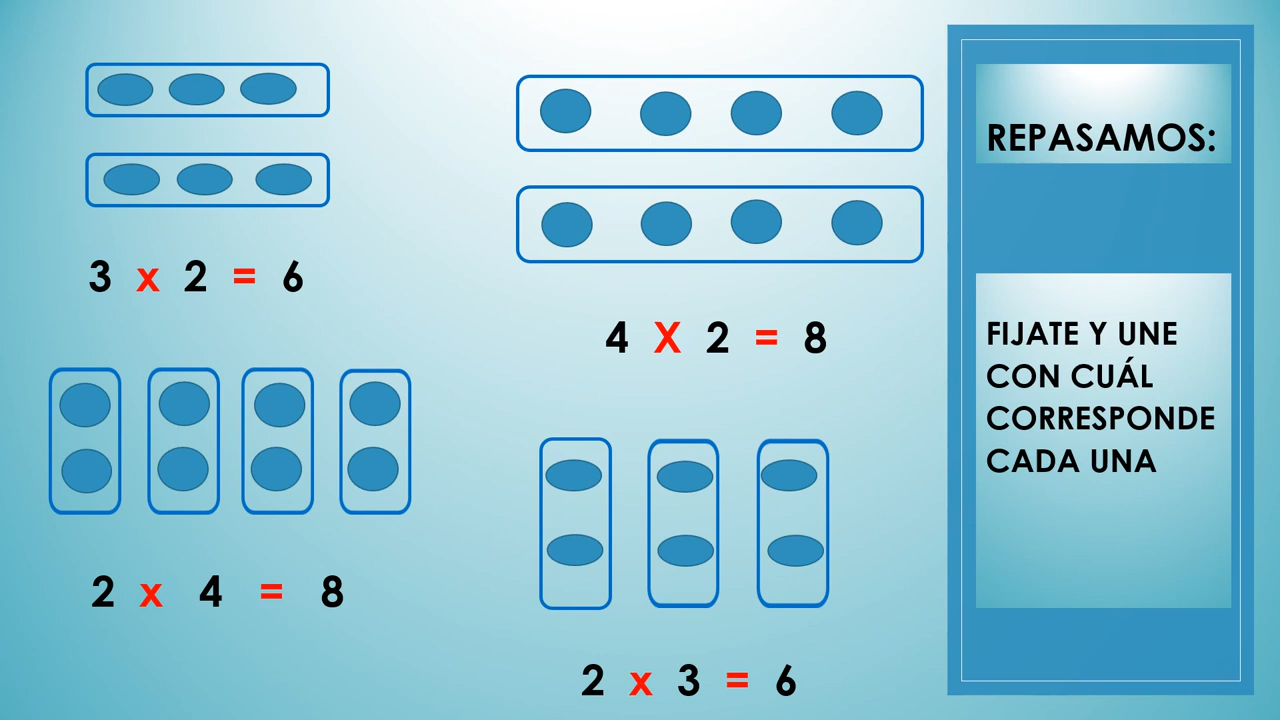 3 x 2 = 6
4 X 2 = 8
2 x 4 = 8
2 x 3 = 6
REPASAMOS:
FIJATE Y UNE
CON CUÁL
CORRESPONDE
CADA UNA